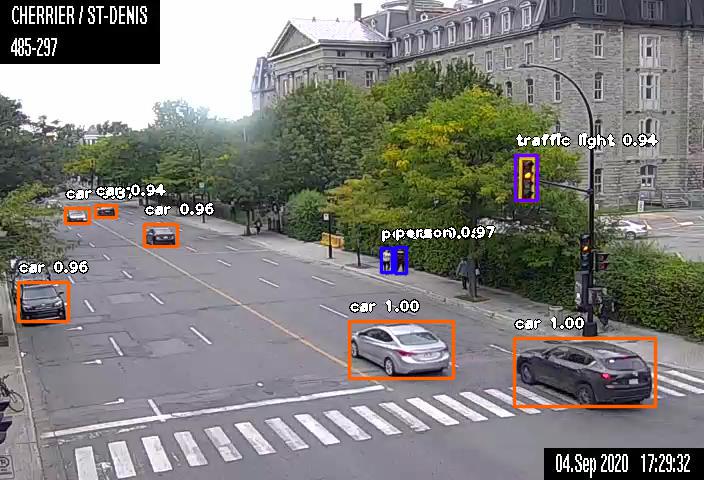 CHERRIER / ST-DENIS
485-297
traffic light 0.94
car 0.94
car 0.96
person 0.97
car 0.96
car 1.00
car 1.00
04.Sep 2020 17:29:32